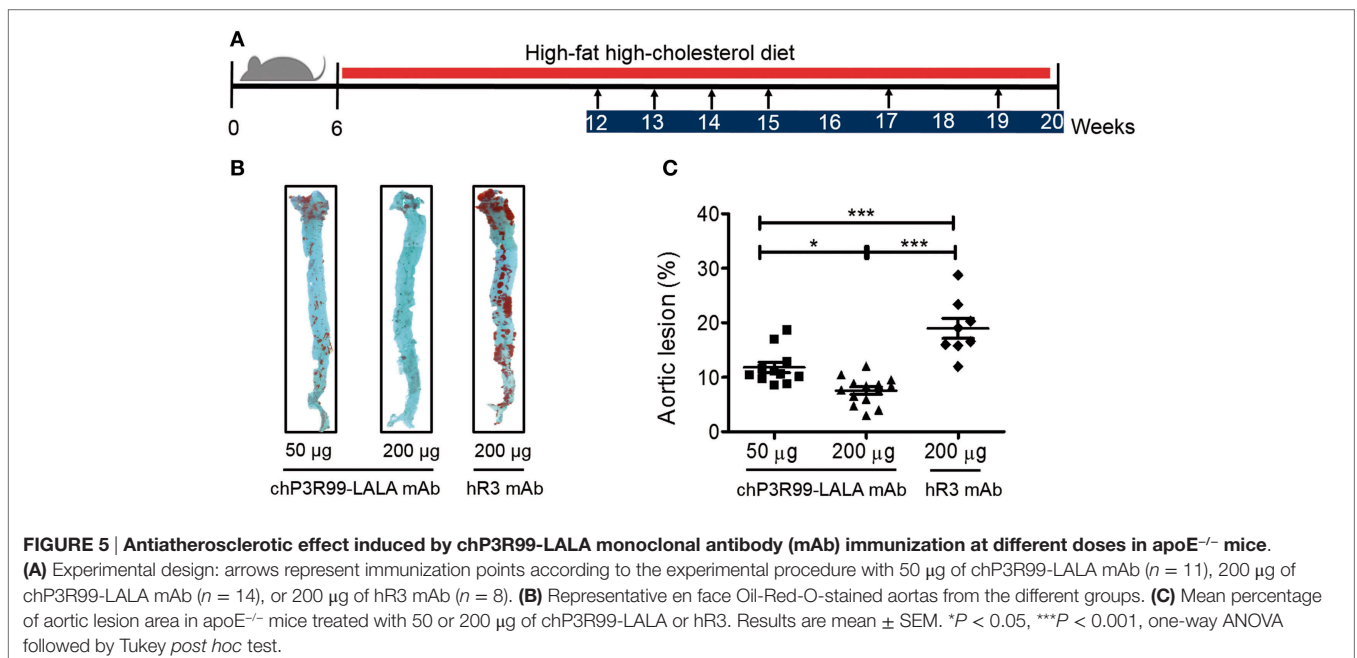 A
High-fat high-cholesterol diet
0 6 12 13 14 15 16 17 18 19 20 Weeks
B
50 µg 200 µg 200 µg
chP3R99-LALA mAb hR3 mAb
C
Aortic lesion (%)
40
30
20
10
0
***
* ***
50 µg 200 µg 200 µg
chP3R99-LALA mAb hR3 mAb
FIGURE 5 | Antiatherosclerotic effect induced by chP3R99-LALA monoclonal antibody (mAb) immunization at different doses in apoE−/− mice.
(A) Experimental design: arrows represent immunization points according to the experimental procedure with 50 µg of chP3R99-LALA mAb (n = 11), 200 µg of
chP3R99-LALA mAb (n = 14), or 200 µg of hR3 mAb (n = 8). (B) Representative en face Oil-Red-O-stained aortas from the different groups. (C) Mean percentage
of aortic lesion area in apoE−/− mice treated with 50 or 200 µg of chP3R99-LALA or hR3. Results are mean ± SEM. *P < 0.05, ***P < 0.001, one-way ANOVA
followed by Tukey post hoc test.